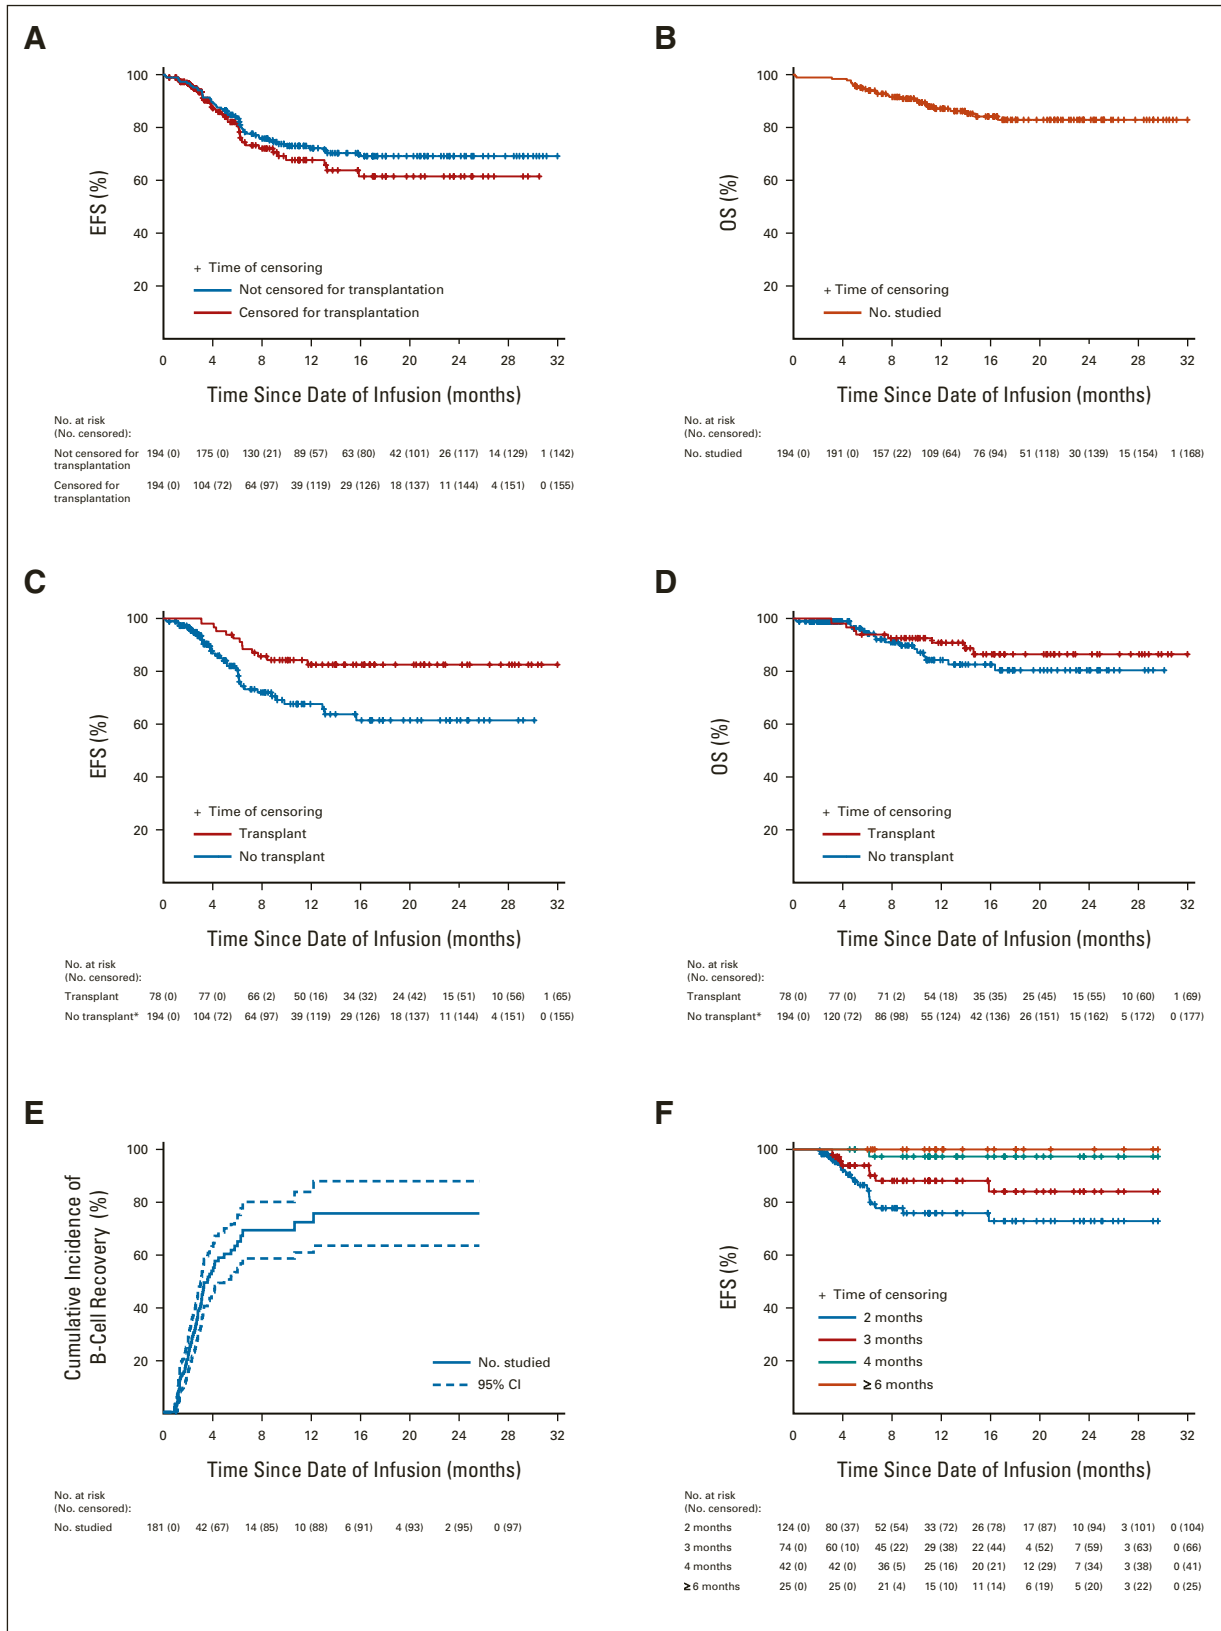 A
100
80
60
40
20
EFS (%)
+ Time of censoring
Not censored for transplantation
Censored for transplantation
0 4 8 12 16 20 24 28 32
Time Since Date of Infusion (months)
No. at risk
(No. censored):
Not censored for transplantation 194 (0) 175 (0) 130 (21) 89 (57) 63 (80) 42 (101) 26 (117) 14 (129) 1 (142)
Censored for transplantation 194 (0) 104 (72) 64 (97) 39 (119) 29 (126) 18 (137) 11 (144) 4 (151) 0 (155)
B
100
80
60
40
20
OS (%)
+ Time of censoring
No. studied
0 4 8 12 16 20 24 28 32
Time Since Date of Infusion (months)
No. at risk
(No. censored):
No. studied 194 (0) 191 (0) 157 (22) 109 (64) 76 (94) 51 (118) 30 (139) 15 (154) 1 (168)
C
100
80
60
40
20
EFS (%)
+ Time of censoring
Transplant
No transplant
0 4 8 12 16 20 24 28 32
Time Since Date of Infusion (months)
No. at risk
(No. censored):
Transplant 78 (0) 77 (0) 66 (2) 50 (16) 34 (32) 24 (42) 15 (51) 10 (56) 1 (65)
No transplant* 194 (0) 104 (72) 64 (97) 39 (119) 29 (126) 18 (137) 11 (144) 4 (151) 0 (155)
D
100
80
60
40
20
OS (%)
+ Time of censoring
Transplant
No transplant
0 4 8 12 16 20 24 28 32
Time Since Date of Infusion (months)
No. at risk
(No. censored):
Transplant 78 (0) 77 (0) 71 (2) 54 (18) 35 (35) 25 (45) 15 (55) 10 (60) 1 (69)
No transplant* 194 (0) 120 (72) 86 (98) 55 (124) 42 (136) 26 (151) 15 (162) 5 (172) 0 (177)
E
100
80
60
40
20
Cumulative Incidence of
B-Cell Recovery (%)
No. studied
95% CI
0 4 8 12 16 20 24 28 32
Time Since Date of Infusion (months)
No. at risk
(No. censored):
No. studied 181 (0) 42 (67) 14 (85) 10 (88) 6 (91) 4 (93) 2 (95) 0 (97)
F
100
80
60
40
20
EFS (%)
+ Time of censoring
2 months
3 months
4 months
≥ 6 months
0 4 8 12 16 20 24 28 32
Time Since Date of Infusion (months)
No. at risk
(No. censored):
2 months 124 (0) 80 (37) 52 (54) 33 (72) 26 (78) 17 (87) 10 (94) 3 (101) 0 (104)
3 months 74 (0) 60 (10) 45 (22) 29 (38) 22 (44) 4 (52) 7 (59) 3 (63) 0 (66)
4 months 42 (0) 42 (0) 36 (5) 25 (16) 20 (21) 12 (29) 7 (34) 3 (38) 0 (41)
≥ 6 months 25 (0) 25 (0) 21 (4) 15 (10) 11 (14) 6 (19) 5 (20) 3 (22) 0 (25)